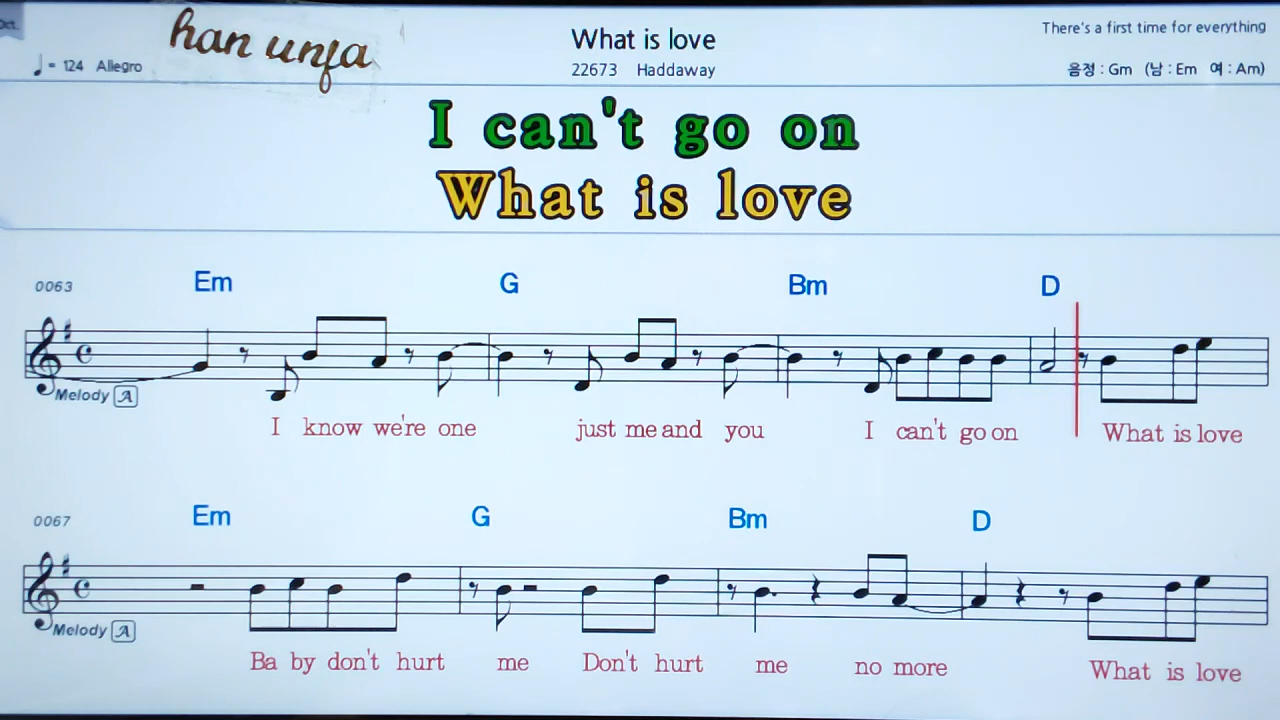 Oct.
han unfa
What is love
There's a first time for everything
= 124 Allegro
22673 Haddaway
음정 : Gm (남 : Em 여 : Am)
I can't go on
What is love
0063 Em G Bm D
Melody A
I know we're one just me and you I can't go on What is love
0067 Em G Bm D
Melody A
Ba by don't hurt me Don't hurt me no more What is love